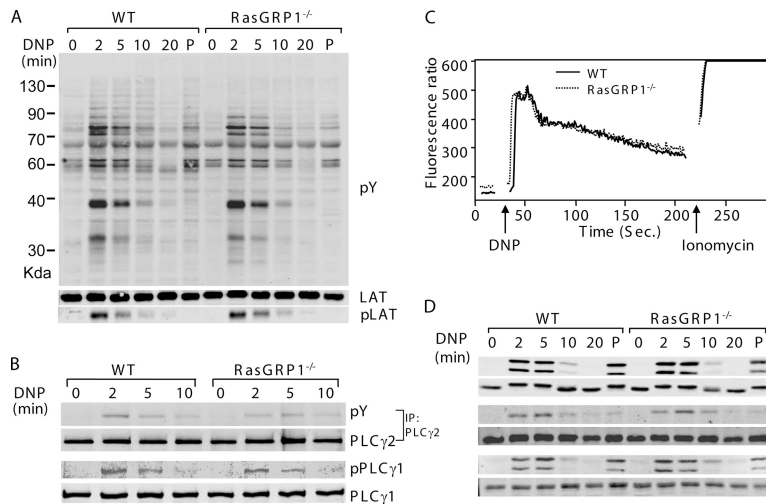 A
WT
RasGRP1-/-
DNP (min)
0 2 5 10 20 P 0 2 5 10 20 P
130
90
70
60
40
30
Kda
pY
LAT
pLAT
B
WT
RasGRP1-/-
DNP (min)
0 2 5 10 0 2 5 10
pY
PLCγ2
IP: PLCγ2
pPLCγ1
PLCγ1
C
Fluorescence ratio
600
500
400
300
200
WT
RasGRP1-/-
0 50 100 150 200 250
Time (Sec.)
DNP
Ionomycin
D
WT
RasGRP1-/-
DNP (min)
0 2 5 10 20 P 0 2 5 10 20 P